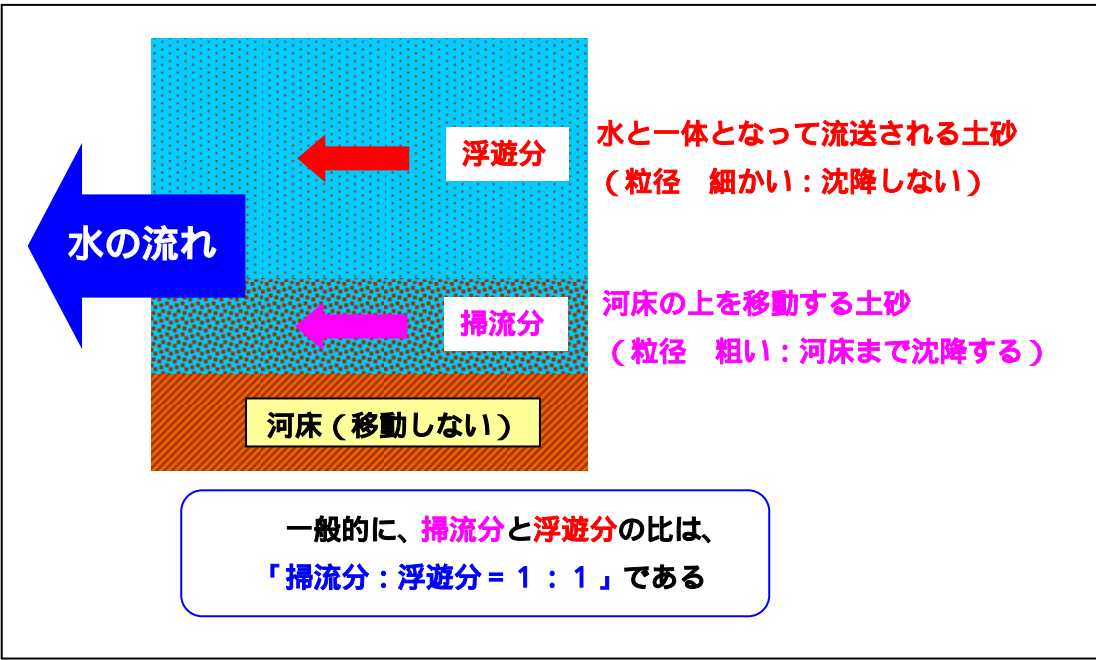 水と一体となって流送される土砂
浮遊分
（粒径　細かい：沈降しない）
水の流れ
河床の上を移動する土砂
掃流分
（粒径　粗い：河床まで沈降する）
河床（移動しない）
一般的に、掃流分と浮遊分の比は、
「掃流分：浮遊分＝１：１」である